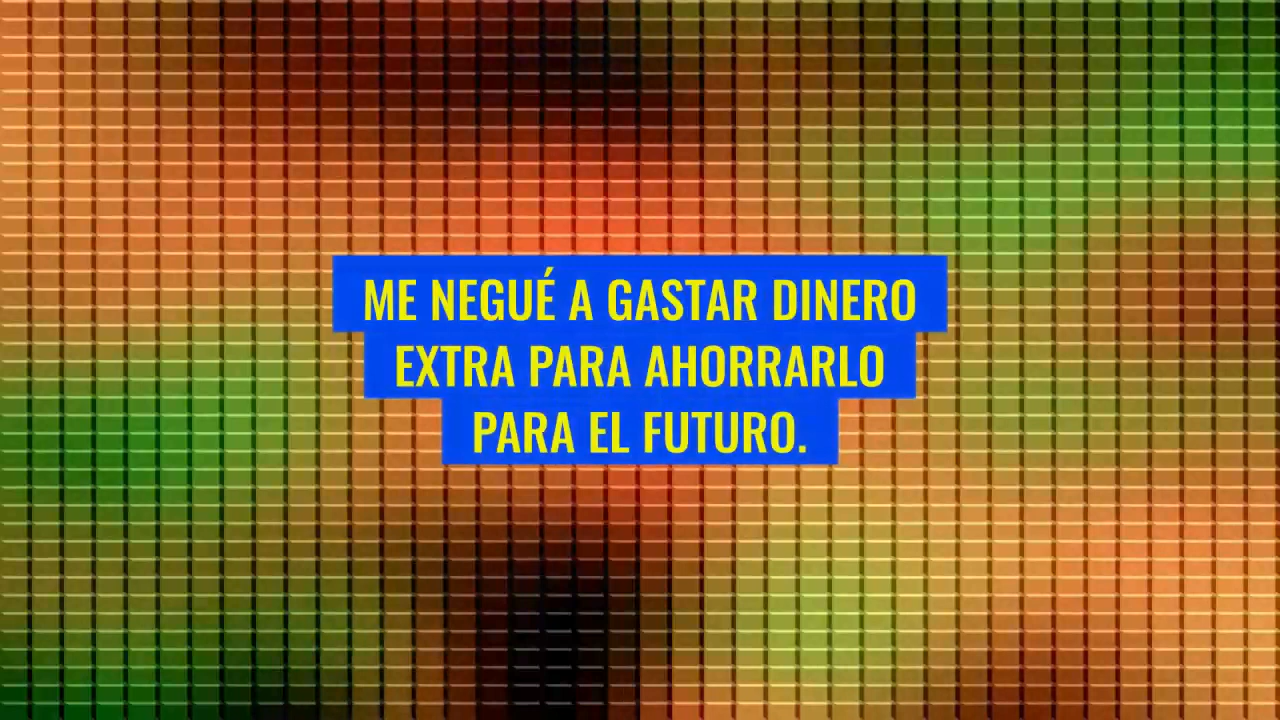 ME NEGUÉ A GASTAR DINERO
EXTRA PARA AHORRARLO
PARA EL FUTURO.